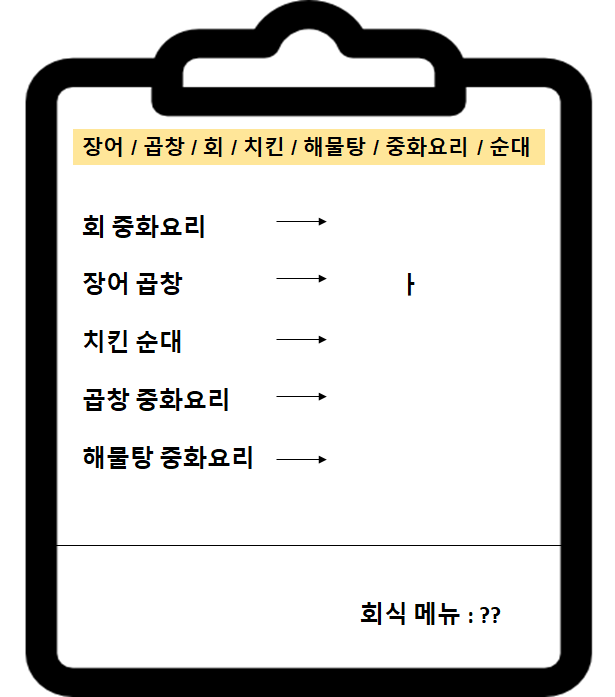 장어 / 곱창 / 회 / 치킨 / 해물탕 / 중화요리 / 순대
회 중화요리
장어 곱창 ㅏ
치킨 순대
곱창 중화요리
해물탕 중화요리
회식 메뉴 : ??